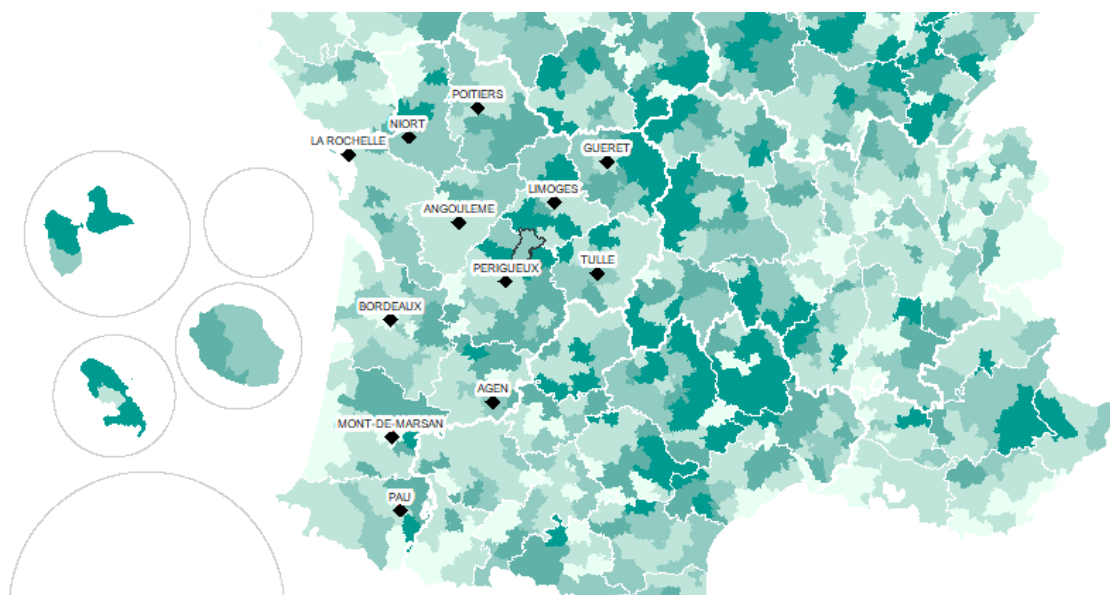 POITIERS
NIORT
LA ROCHELLE
GUERET
LIMOGES
ANGOULEME
PERIGUEUX
TULLE
BORDEAUX
AGEN
MONT-DE-MARSAN
PAU